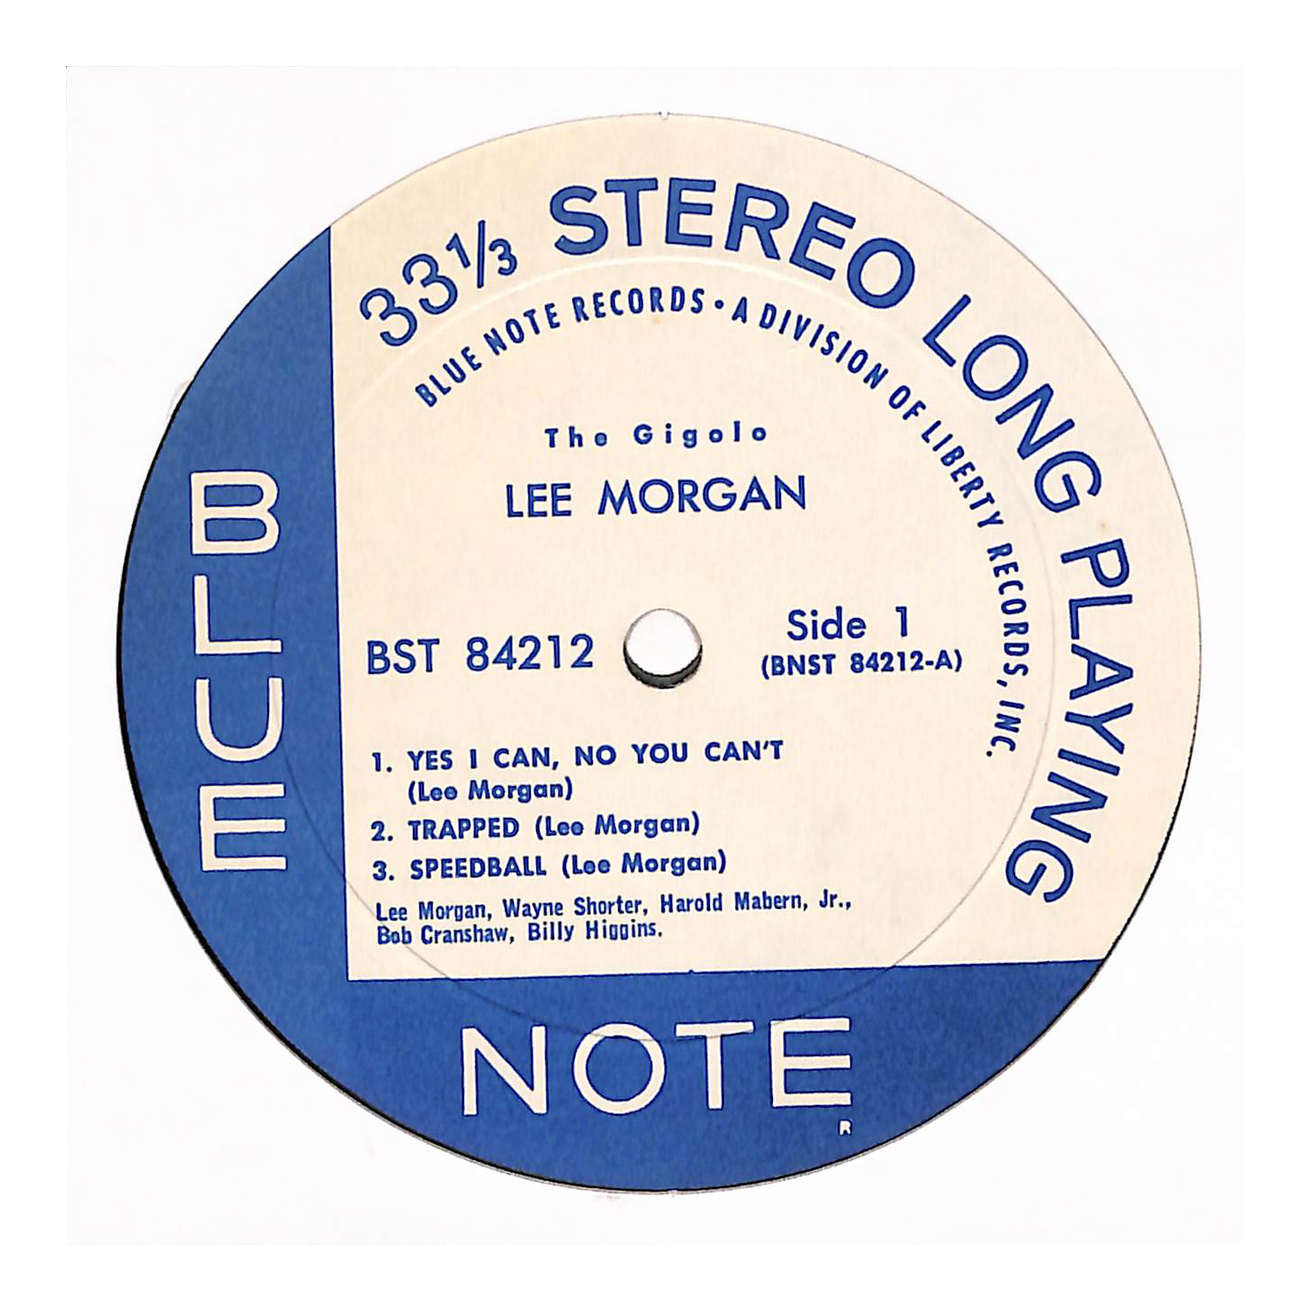 33⅓ STEREO LONG PLAYING
BLUE NOTE RECORDS • A DIVISION OF LIBERTY RECORDS, INC.
The Gigolo
LEE MORGAN
BST 84212
Side 1
(BNST 84212-A)
1. YES I CAN, NO YOU CAN'T
(Lee Morgan)
2. TRAPPED (Lee Morgan)
3. SPEEDBALL (Lee Morgan)
Lee Morgan, Wayne Shorter, Harold Mabern, Jr.,
Bob Cranshaw, Billy Higgins.
BLUE
NOTE
R